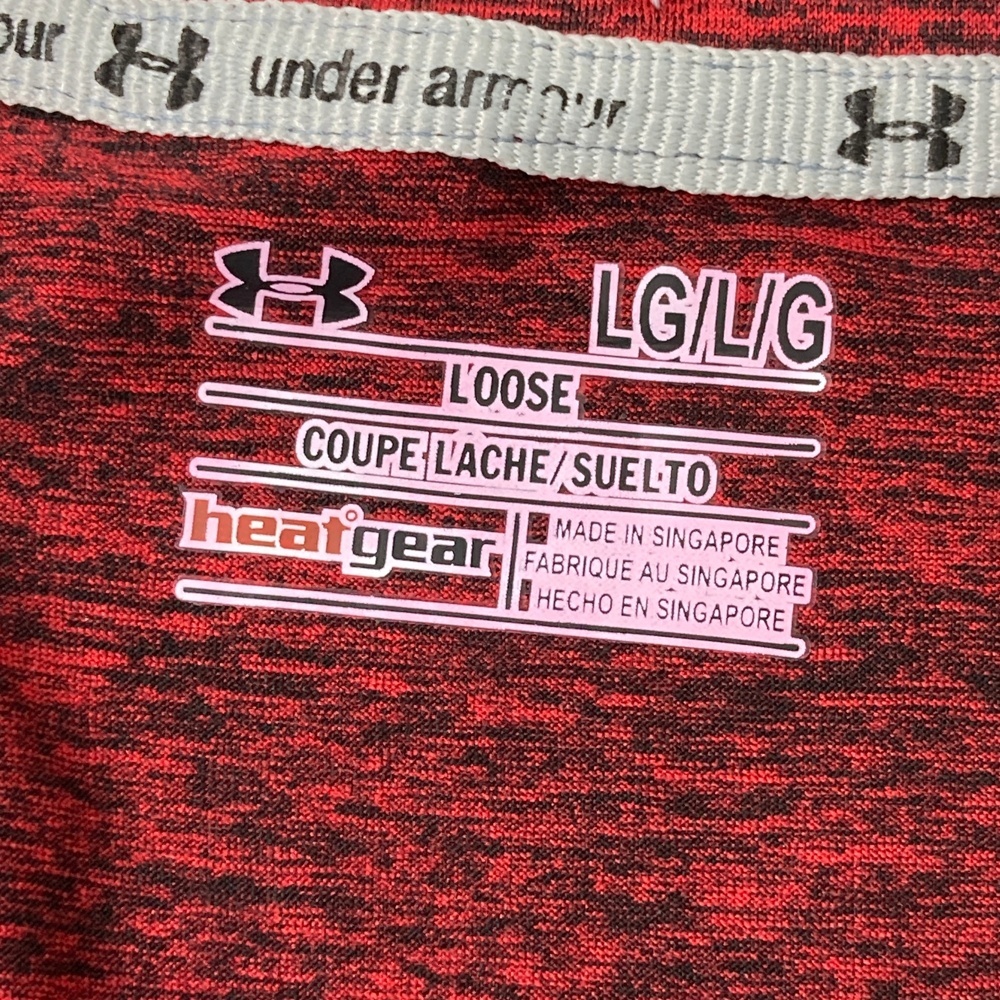 our under armour
LG/L/G
LOOSE
COUPE LACHE/SUELTO
heatgear
MADE IN SINGAPORE
FABRIQUE AU SINGAPORE
HECHO EN SINGAPORE